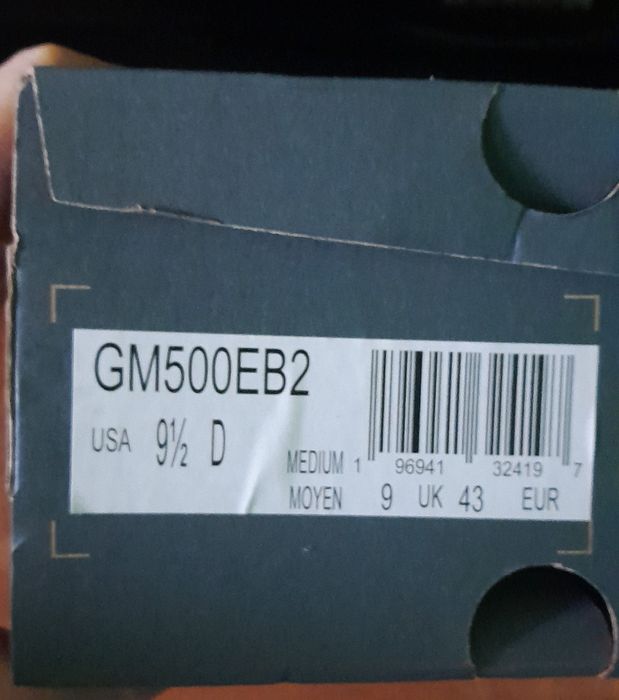 GM500EB2
USA 9½ D
MEDIUM 1 96941 32419 7
MOYEN 9 UK 43 EUR